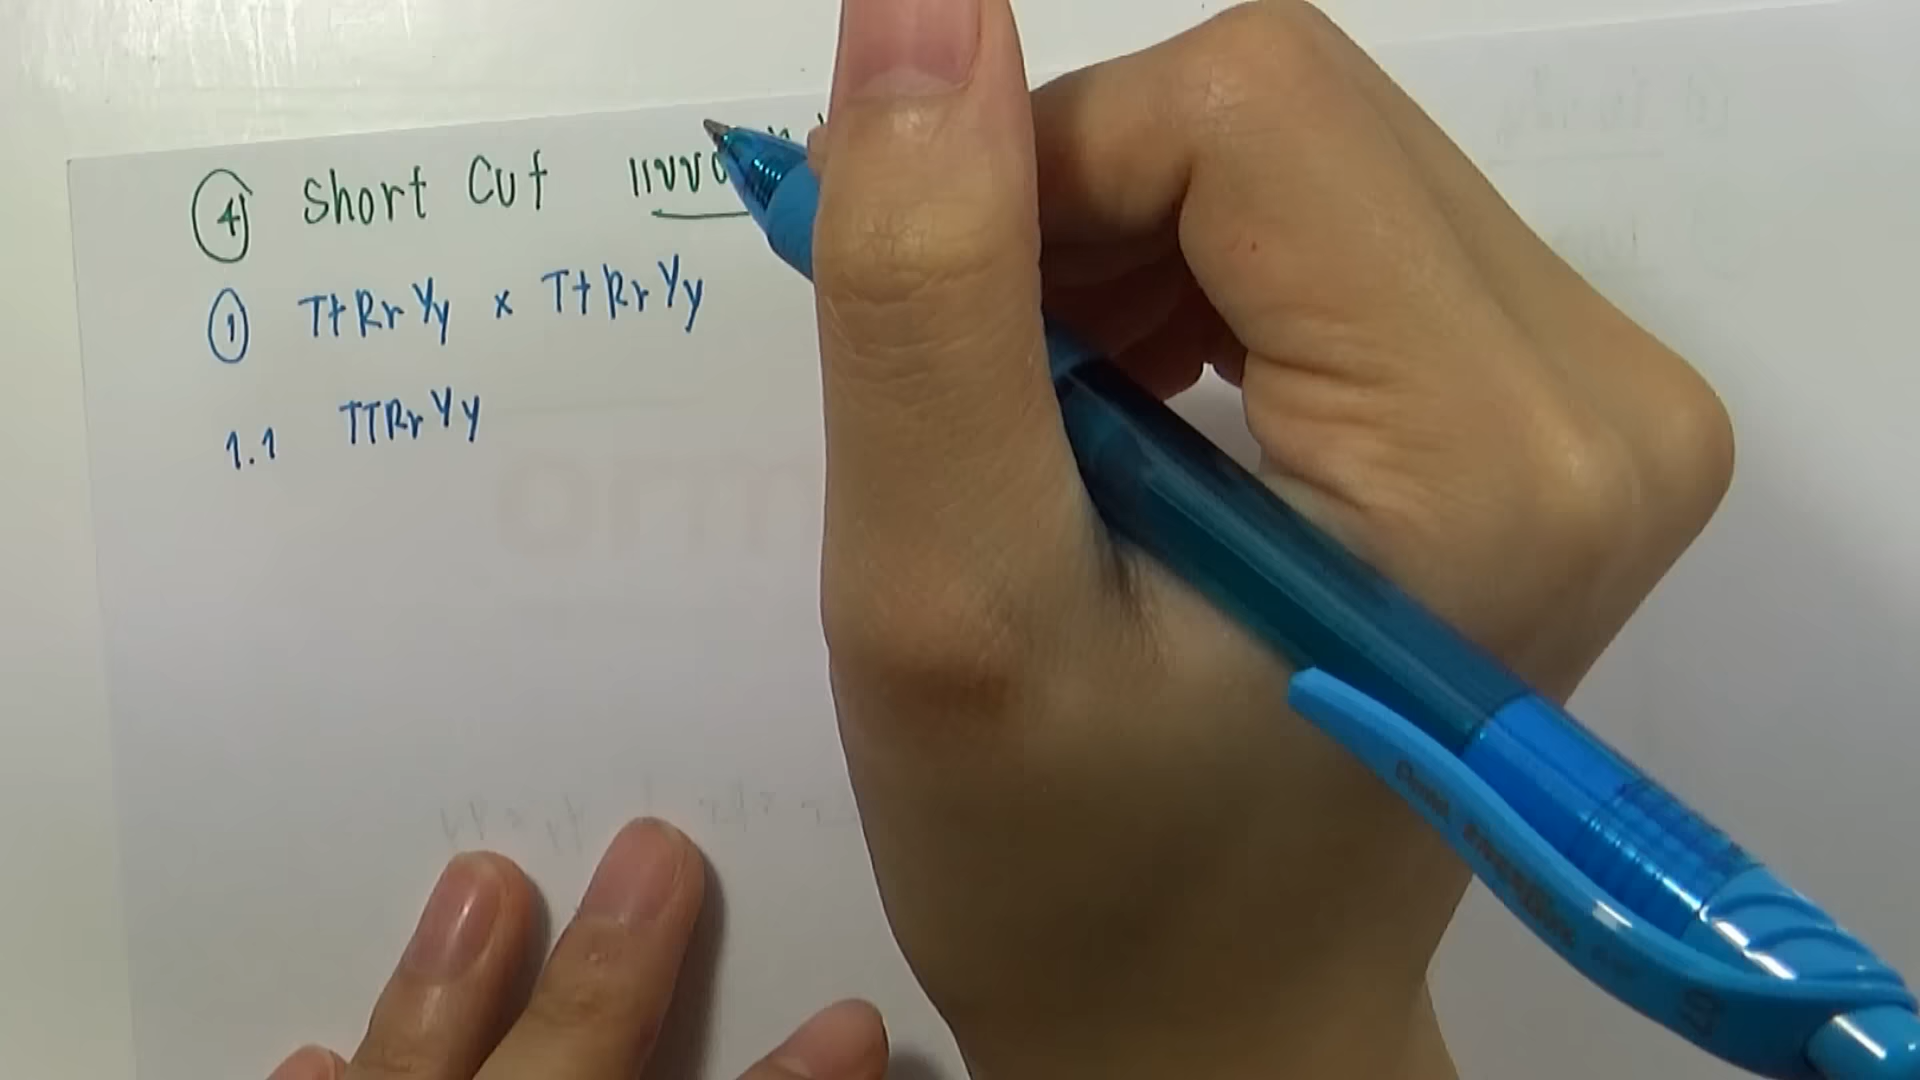 ④ Short Cut
① TtRrYy x TtRrYy
1.1 TTRrYy